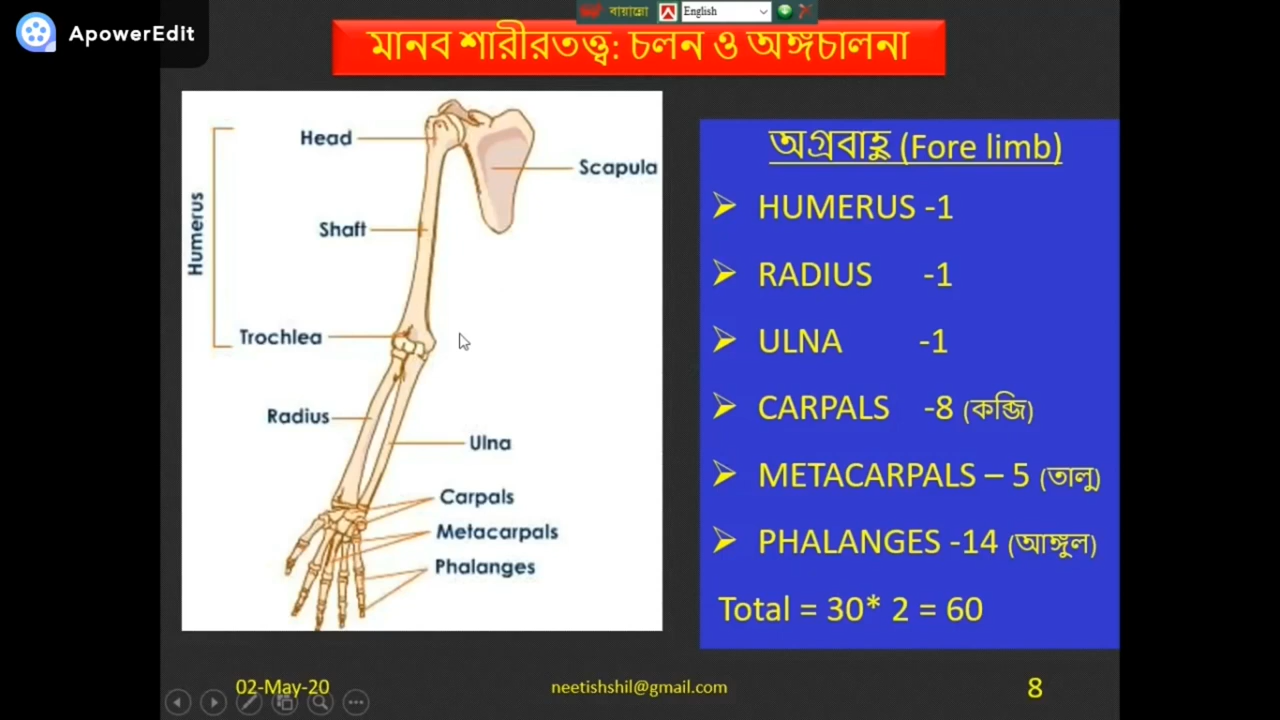 ApowerEdit
বায়ান্নো
English
মানব শারীরতত্ত্ব: চলন ও অঙ্গচালনা
Head
Scapula
Humerus
Shaft
Trochlea
Radius
Ulna
Carpals
Metacarpals
Phalanges
অগ্রবাহু (Fore limb)
HUMERUS -1
RADIUS -1
ULNA -1
CARPALS -8 (কব্জি)
METACARPALS – 5 (তালু)
PHALANGES -14 (আঙ্গুল)
Total = 30* 2 = 60
02-May-20
neetishshil@gmail.com
8